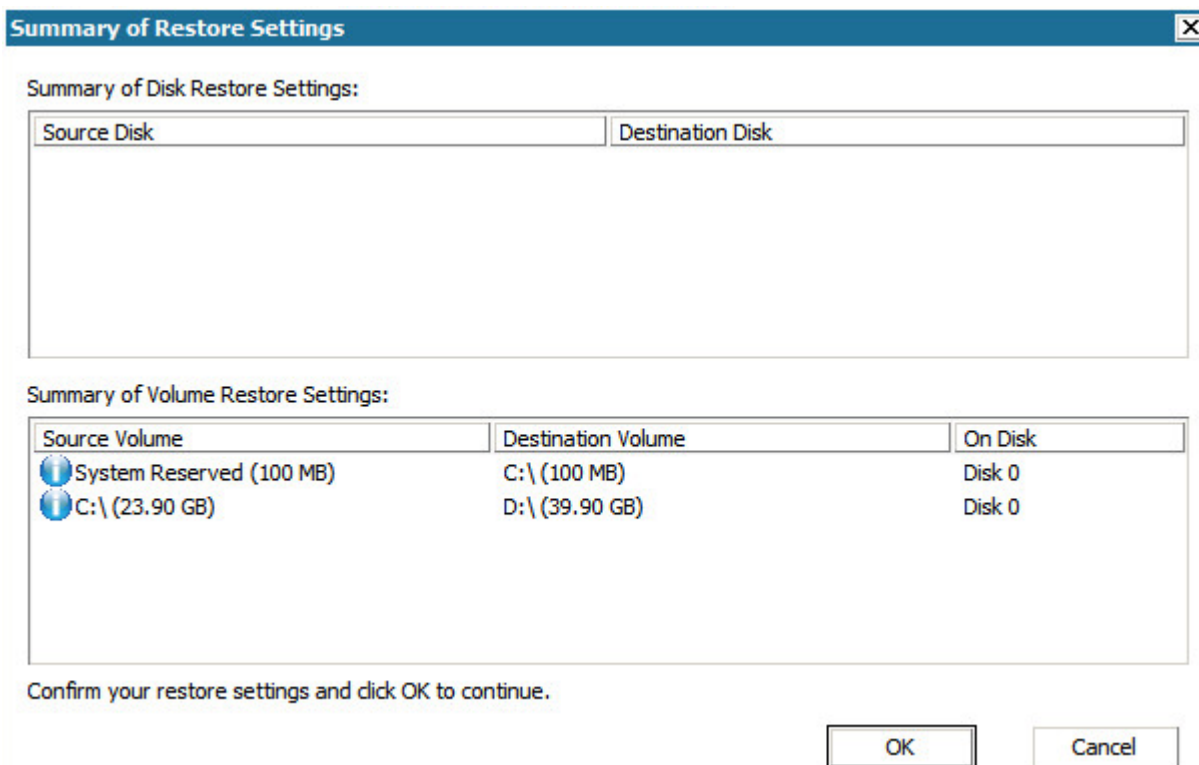 Summary of Restore Settings
Summary of Disk Restore Settings:
Source Disk Destination Disk
Summary of Volume Restore Settings:
Source Volume Destination Volume On Disk
System Reserved (100 MB) C:\ (100 MB) Disk 0
C:\ (23.90 GB) D:\ (39.90 GB) Disk 0
Confirm your restore settings and click OK to continue.
OK Cancel